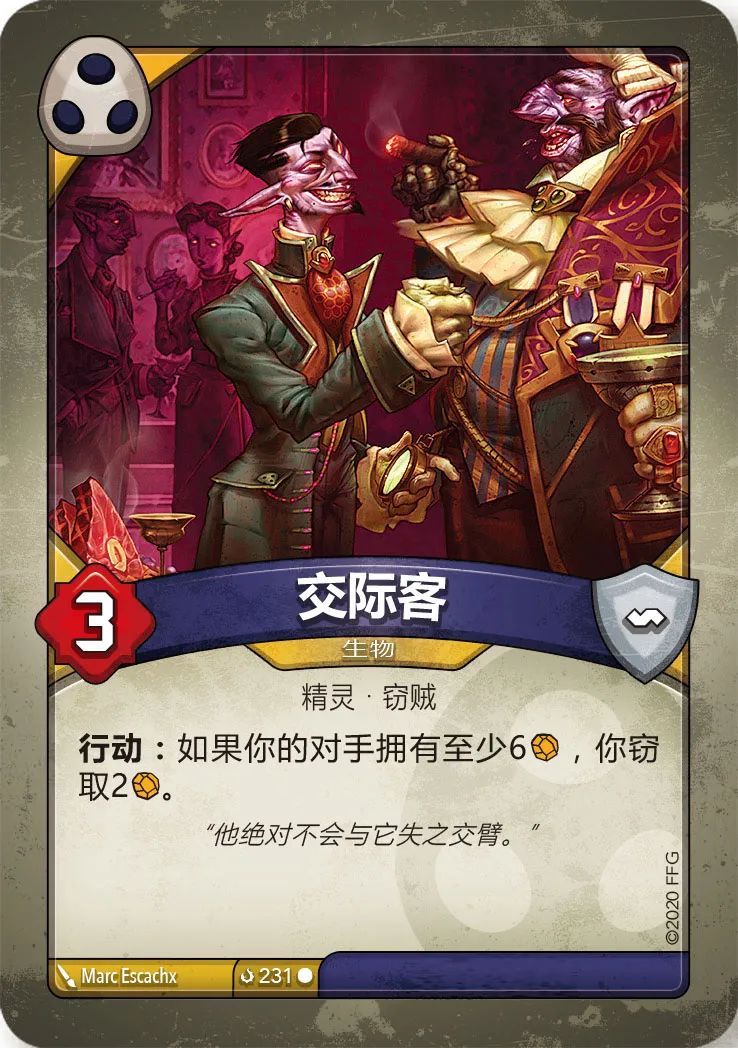 3
交际客
生物
精灵 · 窃贼
行动：如果你的对手拥有至少6，你窃
取2。
“他绝对不会与它失之交臂。”
©2020 FFG
Marc Escachx
231